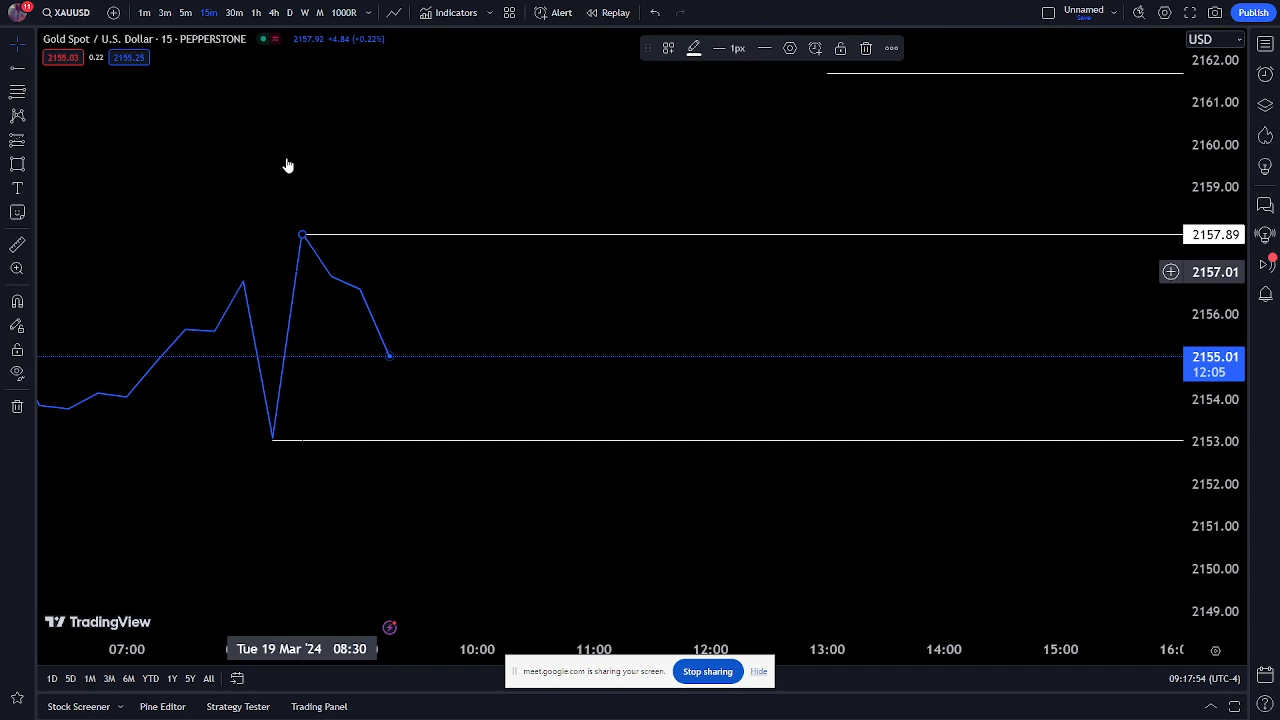 11
XAUUSD
1m 3m 5m 15m 30m 1h 4h D W M 1000R
Indicators
Alert
Replay
Unnamed
Save
Publish
Gold Spot / U.S. Dollar · 15 · PEPPERSTONE
2157.92 +4.84 (+0.22%)
2155.03 0.22 2155.25
1px
USD
2162.00
2161.00
2160.00
2159.00
2157.89
2157.01
2156.00
2155.01
12:05
2154.00
2153.00
2152.00
2151.00
2150.00
2149.00
TradingView
07:00
Tue 19 Mar '24 08:30
10:00 11:00 12:00 13:00 14:00 15:00 16:0
meet.google.com is sharing your screen.
Stop sharing
Hide
1D 5D 1M 3M 6M YTD 1Y 5Y All
09:17:54 (UTC-4)
Stock Screener
Pine Editor
Strategy Tester
Trading Panel